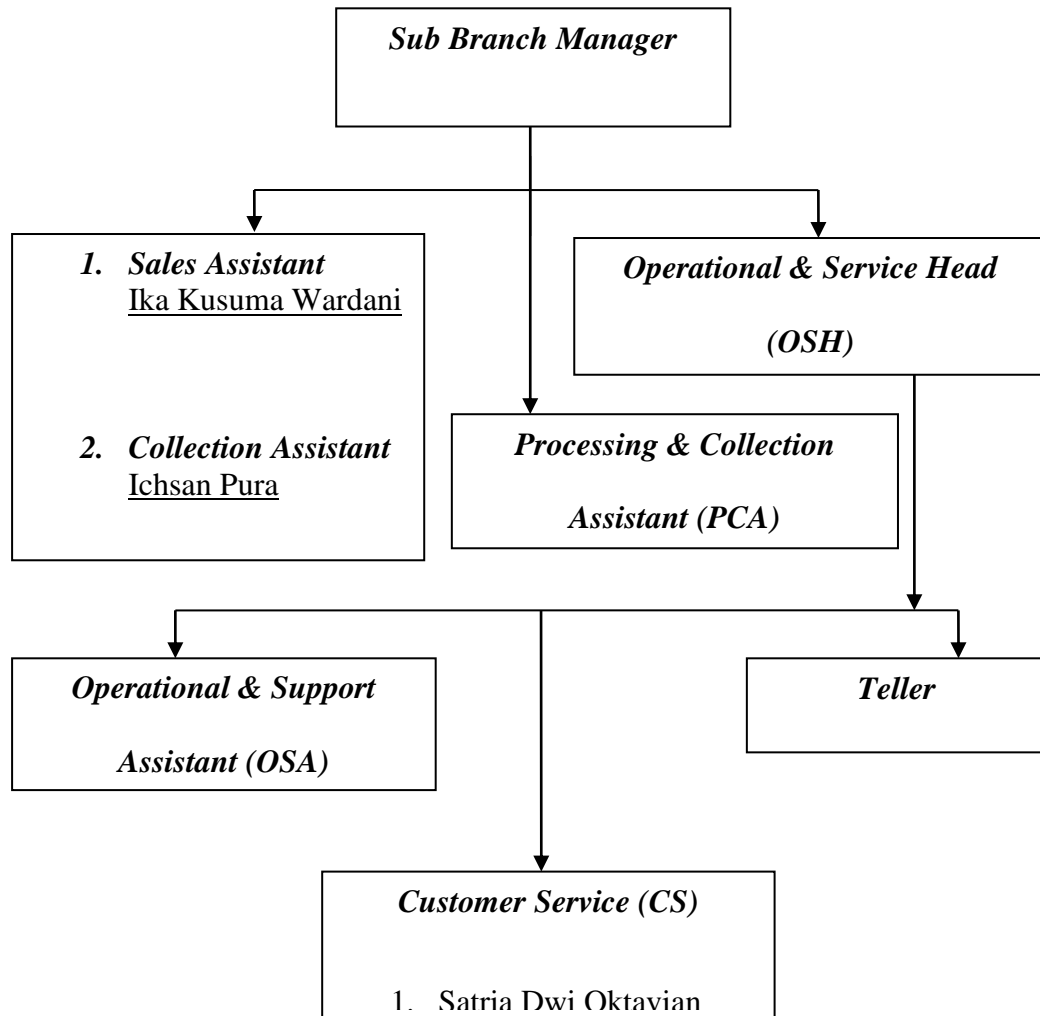 Sub Branch Manager
1. Sales Assistant
Ika Kusuma Wardani
2. Collection Assistant
Ichsan Pura
Operational & Service Head
(OSH)
Processing & Collection
Assistant (PCA)
Operational & Support
Assistant (OSA)
Teller
Customer Service (CS)
1. Satria Dwi Oktavian